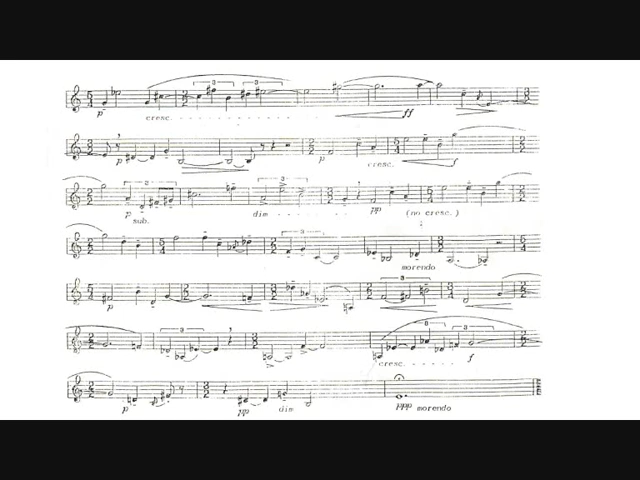 p cresc. ff
p p cresc. f
p sub. dim pp (no cresc.)
morendo
p p p
cresc. f
p pp dim ppp morendo